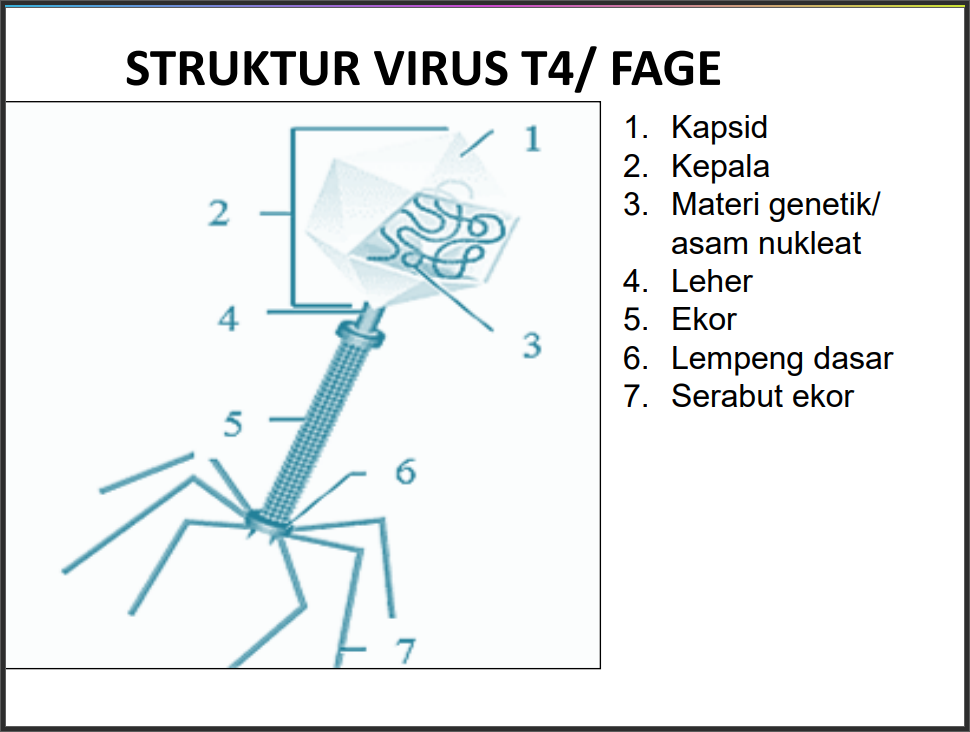 STRUKTUR VIRUS T4/ FAGE
1
2
3
4
5
6
7
1. Kapsid
2. Kepala
3. Materi genetik/
asam nukleat
4. Leher
5. Ekor
6. Lempeng dasar
7. Serabut ekor